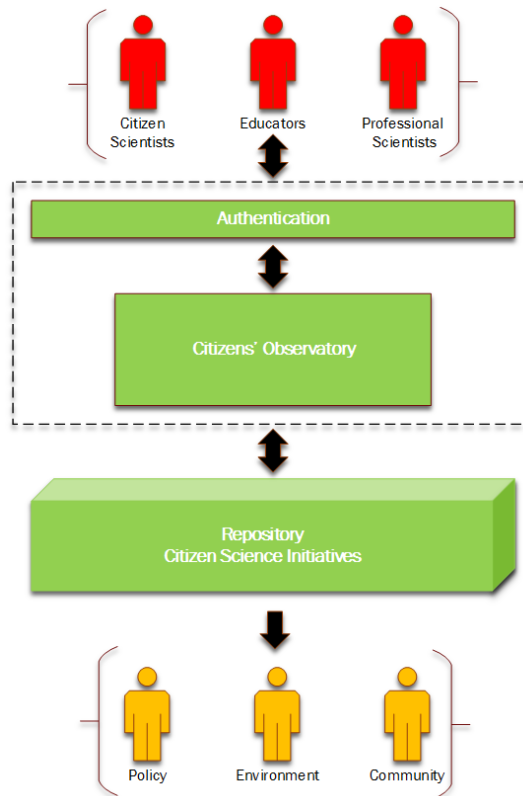 Citizen
Scientists
Educators
Professional
Scientists
Authentication
Citizens' Observatory
Repository
Citizen Science Initiatives
Policy
Environment
Community